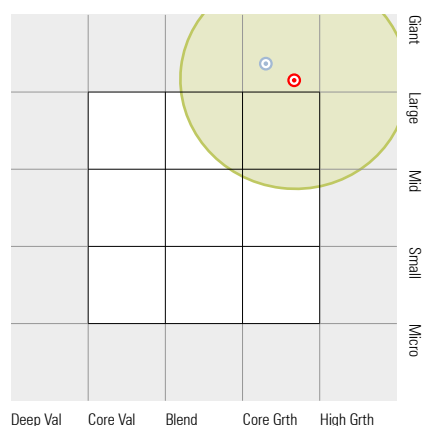 Giant
Large
Mid
Small
Micro
Deep Val Core Val Blend Core Grth High Grth